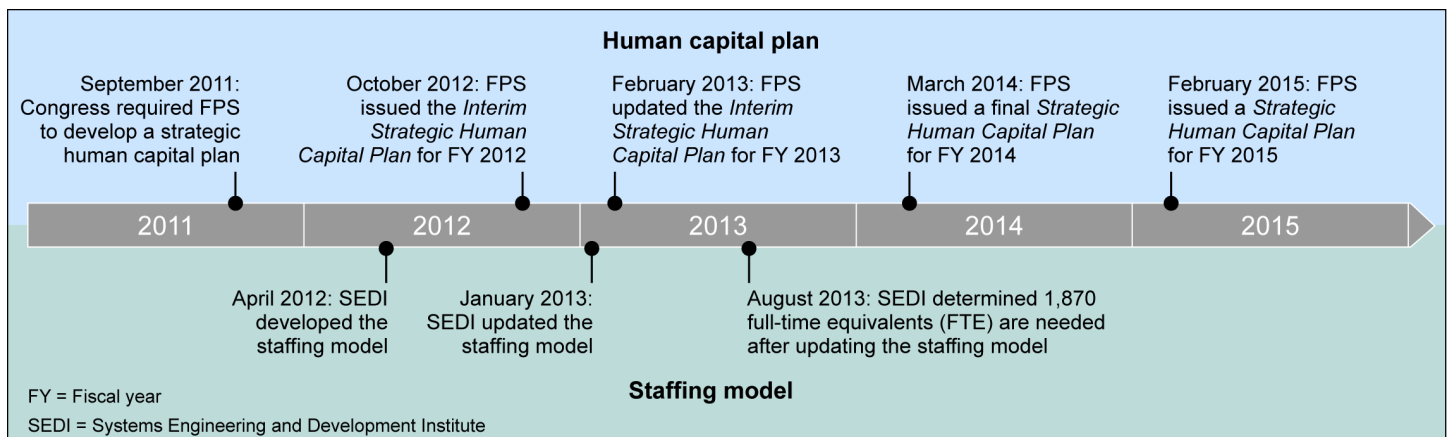 Human capital plan
September 2011:
Congress required FPS
to develop a strategic
human capital plan
October 2012: FPS
issued the Interim
Strategic Human
Capital Plan for FY 2012
February 2013: FPS
updated the Interim
Strategic Human
Capital Plan for FY 2013
March 2014: FPS
issued a final Strategic
Human Capital Plan
for FY 2014
February 2015: FPS
issued a Strategic
Human Capital Plan
for FY 2015
2011
2012
2013
2014
2015
April 2012: SEDI
developed the
staffing model
January 2013:
SEDI updated the
staffing model
August 2013: SEDI determined 1,870
full-time equivalents (FTE) are needed
after updating the staffing model
Staffing model
FY = Fiscal year
SEDI = Systems Engineering and Development Institute